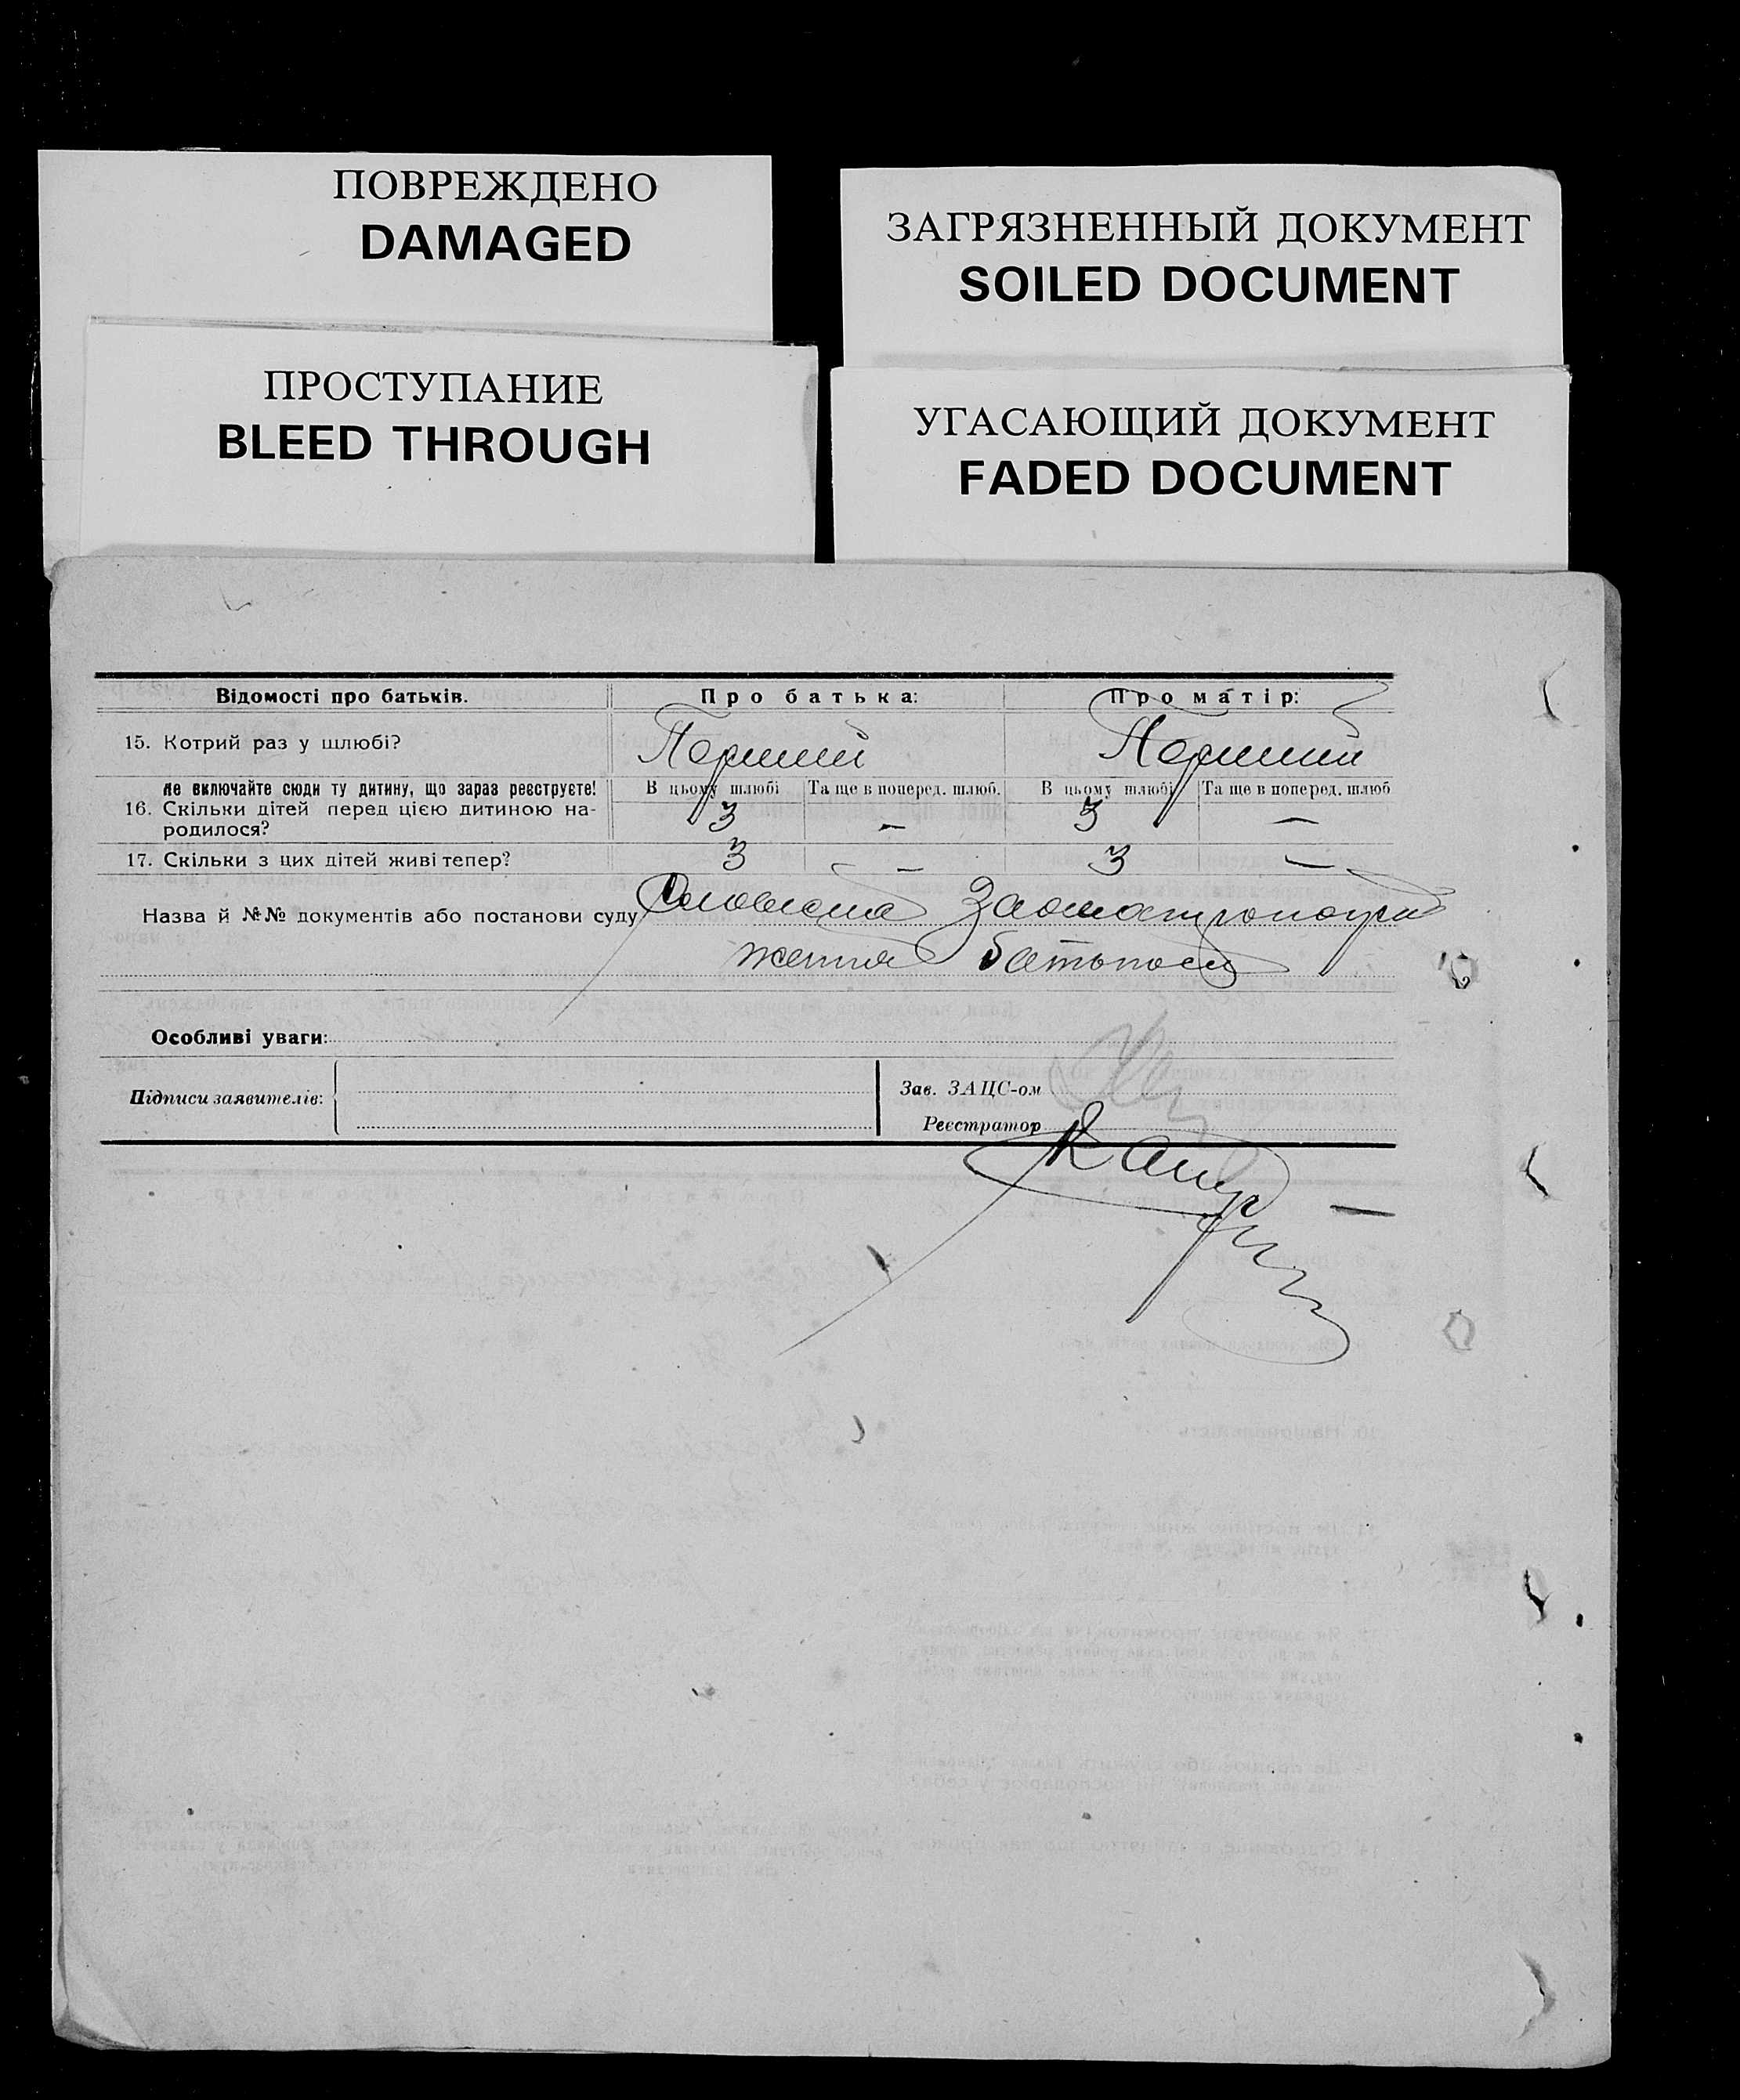 ПОВРЕЖДЕНО
DAMAGED
ЗАГРЯЗНЕННЫЙ ДОКУМЕНТ
SOILED DOCUMENT
ПРОСТУПАНИЕ
BLEED THROUGH
УГАСАЮЩИЙ ДОКУМЕНТ
FADED DOCUMENT
Відомості про батьків. Про батька: Про матір:
15. Котрий раз у шлюбі? Перший Перший
Не включайте сюди ту дитину, що зараз реєструєте! В цьому шлюбі Та ще в поперед. шлюб. В цьому шлюбі Та ще в поперед. шлюб
16. Скільки дітей перед цією дитиною на- 3 — 3 —
родилося?
17. Скільки з цих дітей живі тепер? 3 — 3 —
Назва й №№ документів або постанови суду Словесна
батьком
Особливі уваги:
Підписи заявителів: Зав. ЗАЦС-ом
Реєстратор